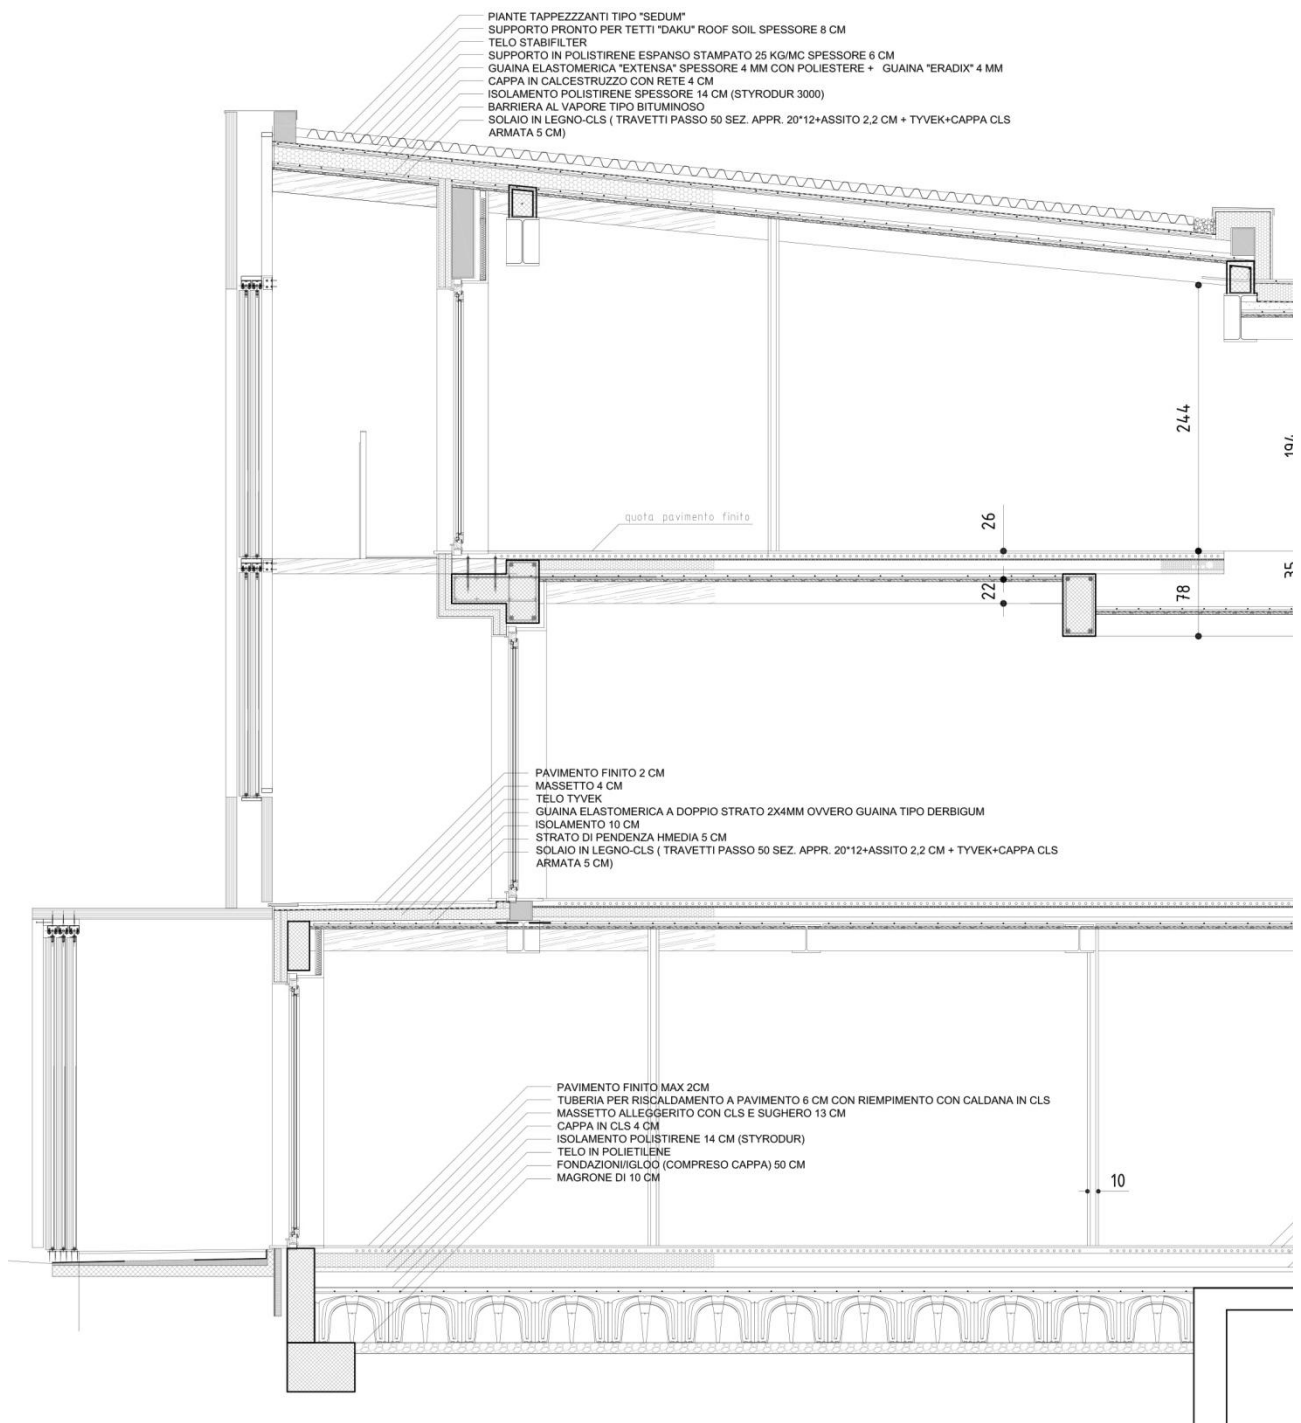 PIANTE TAPPEZZZANTI TIPO "SEDUM"
SUPPORTO PRONTO PER TETTI "DAKU" ROOF SOIL SPESSORE 8 CM
TELO STABIFILTER
SUPPORTO IN POLISTIRENE ESPANSO STAMPATO 25 KG/MC SPESSORE 6 CM
GUAINA ELASTOMERICA "EXTENSA" SPESSORE 4 MM CON POLIESTERE + GUAINA "ERADIX" 4 MM
CAPPA IN CALCESTRUZZO CON RETE 4 CM
ISOLAMENTO POLISTIRENE SPESSORE 14 CM (STYRODUR 3000)
BARRIERA AL VAPORE TIPO BITUMINOSO
SOLAIO IN LEGNO-CLS ( TRAVETTI PASSO 50 SEZ. APPR. 20*12+ASSITO 2,2 CM + TYVEK+CAPPA CLS
ARMATA 5 CM)
244
194
quota pavimento finito
26
22
78
35
PAVIMENTO FINITO 2 CM
MASSETTO 4 CM
TELO TYVEK
GUAINA ELASTOMERICA A DOPPIO STRATO 2X4MM OVVERO GUAINA TIPO DERBIGUM
ISOLAMENTO 10 CM
STRATO DI PENDENZA HMEDIA 5 CM
SOLAIO IN LEGNO-CLS ( TRAVETTI PASSO 50 SEZ. APPR. 20*12+ASSITO 2,2 CM + TYVEK+CAPPA CLS
ARMATA 5 CM)
PAVIMENTO FINITO MAX 2CM
TUBERIA PER RISCALDAMENTO A PAVIMENTO 6 CM CON RIEMPIMENTO CON CALDANA IN CLS
MASSETTO ALLEGGERITO CON CLS E SUGHERO 13 CM
CAPPA IN CLS 4 CM
ISOLAMENTO POLISTIRENE 14 CM (STYRODUR)
TELO IN POLIETILENE
FONDAZIONI/IGLOO (COMPRESO CAPPA) 50 CM
MAGRONE DI 10 CM
10